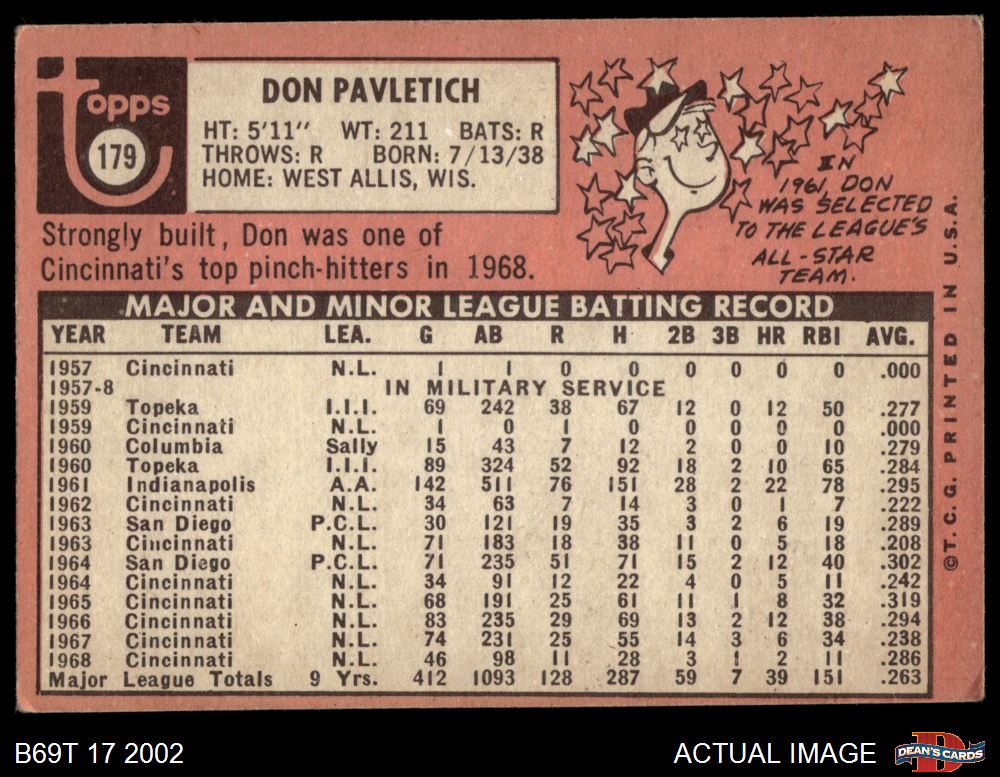 Topps
179
DON PAVLETICH
HT: 5'11" WT: 211 BATS: R
THROWS: R BORN: 7/13/38
HOME: WEST ALLIS, WIS.
Strongly built, Don was one of
Cincinnati's top pinch-hitters in 1968.
IN
1961, DON
WAS SELECTED
TO THE LEAGUE'S
ALL-STAR
TEAM.
MAJOR AND MINOR LEAGUE BATTING RECORD
YEAR TEAM LEA. G AB R H 2B 3B HR RBI AVG.
1957 Cincinnati N.L. 1 1 0 0 0 0 0 0 .000
1957-8 IN MILITARY SERVICE
1959 Topeka I.I.I. 69 242 38 67 12 0 12 50 .277
1959 Cincinnati N.L. 1 0 1 0 0 0 0 0 .000
1960 Columbia Sally 15 43 7 12 2 0 0 10 .279
1960 Topeka I.I.I. 89 324 52 92 18 2 10 65 .284
1961 Indianapolis A.A. 142 511 76 151 28 2 22 78 .295
1962 Cincinnati N.L. 34 63 7 14 3 0 1 7 .222
1963 San Diego P.C.L. 30 121 19 35 3 2 6 19 .289
1963 Cincinnati N.L. 71 183 18 38 11 0 5 18 .208
1964 San Diego P.C.L. 71 235 51 71 15 2 12 40 .302
1964 Cincinnati N.L. 34 91 12 22 4 0 5 11 .242
1965 Cincinnati N.L. 68 191 25 61 11 1 8 32 .319
1966 Cincinnati N.L. 83 235 29 69 13 2 12 38 .294
1967 Cincinnati N.L. 74 231 25 55 14 3 6 34 .238
1968 Cincinnati N.L. 46 98 11 28 3 1 2 11 .286
Major League Totals 9 Yrs. 412 1093 128 287 59 7 39 151 .263
©T. C. G. PRINTED IN U.S.A.
B69T 17 2002
ACTUAL IMAGE
DEAN'S CARDS